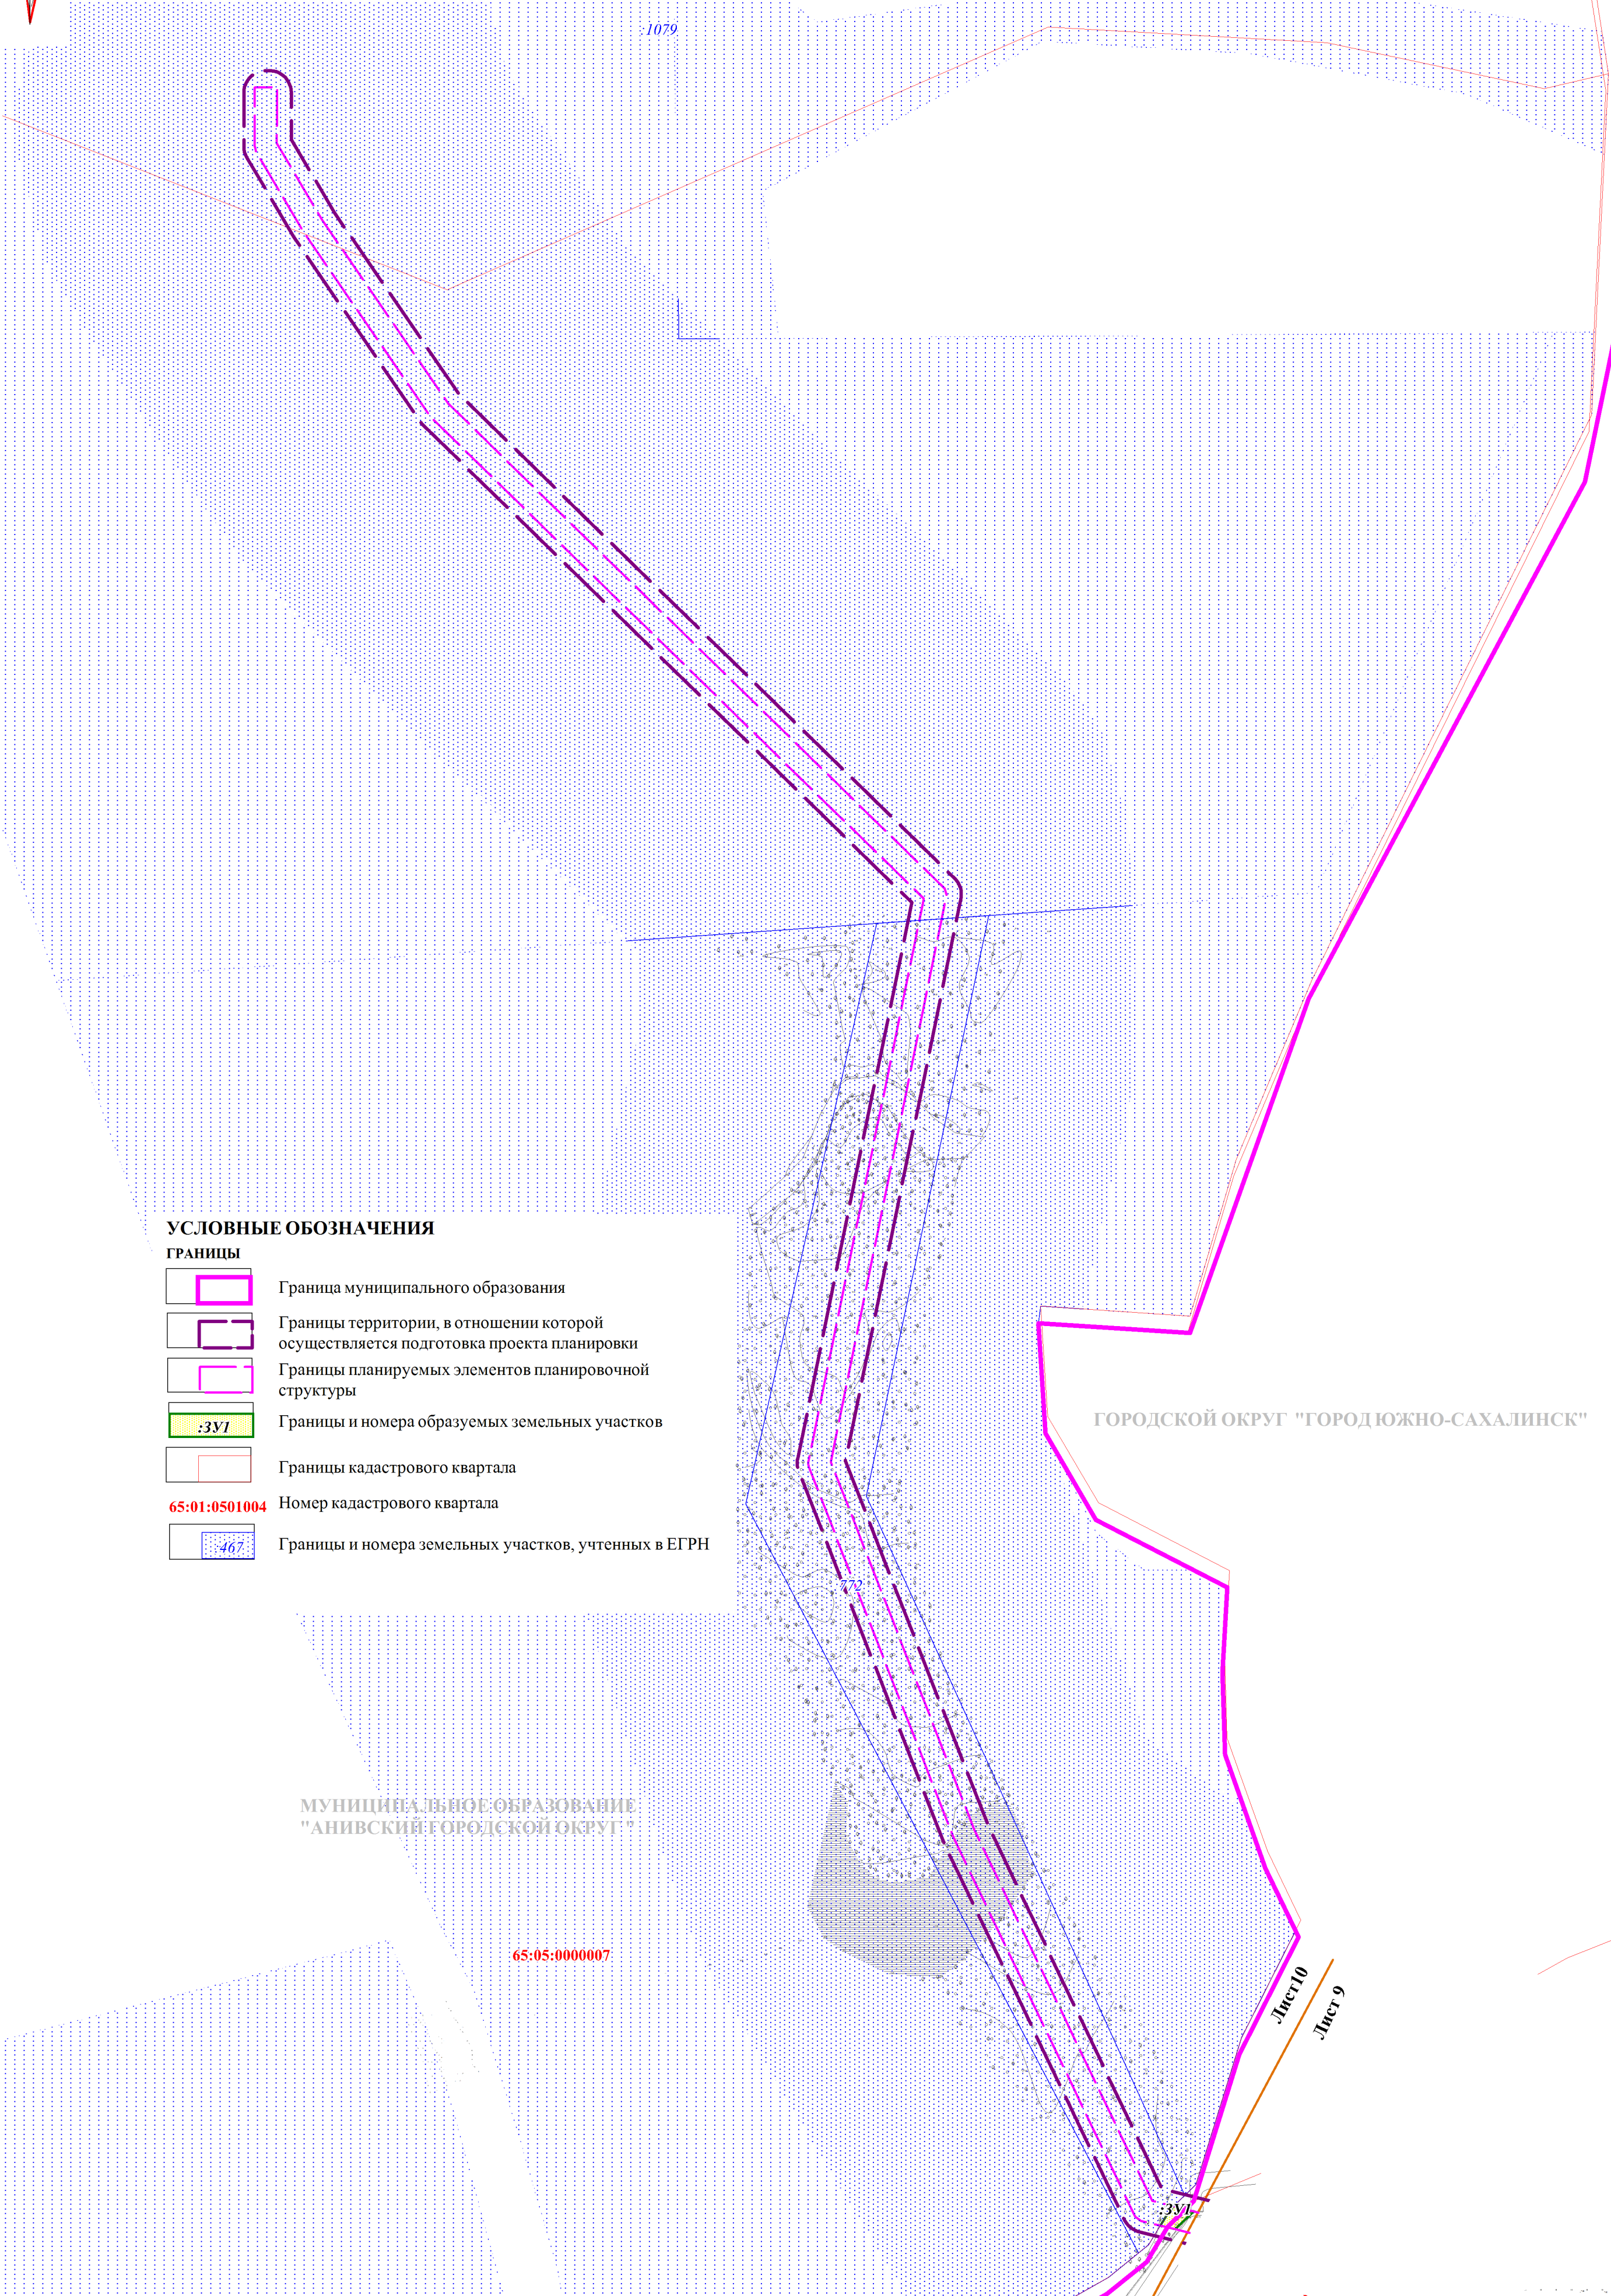 :1079
УСЛОВНЫЕ ОБОЗНАЧЕНИЯ
ГРАНИЦЫ
Граница муниципального образования
Границы территории, в отношении которой
осуществляется подготовка проекта планировки
Границы планируемых элементов планировочной
структуры
:ЗУ1
Границы и номера образуемых земельных участков
Границы кадастрового квартала
65:01:0501004 Номер кадастрового квартала
:467
Границы и номера земельных участков, учтенных в ЕГРН
ГОРОДСКОЙ ОКРУГ "ГОРОД ЮЖНО-САХАЛИНСК"
772
МУНИЦИПАЛЬНОЕ ОБРАЗОВАНИЕ
"АНИВСКИЙ ГОРОДСКОЙ ОКРУГ"
65:05:0000007
Лист10
Лист 9
:ЗУ1